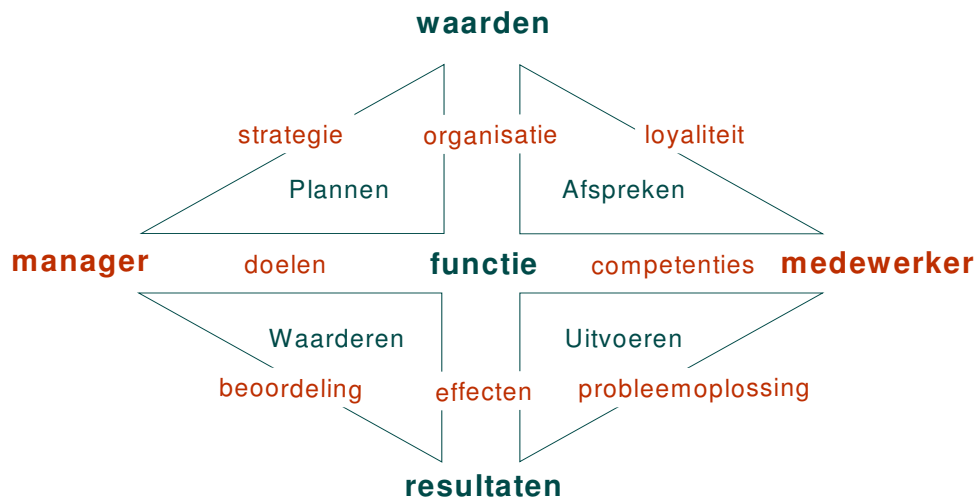 waarden
strategie organisatie loyaliteit
Plannen Afspreken
manager doelen functie competenties medewerker
Waarderen Uitvoeren
beoordeling effecten probleemoplossing
resultaten